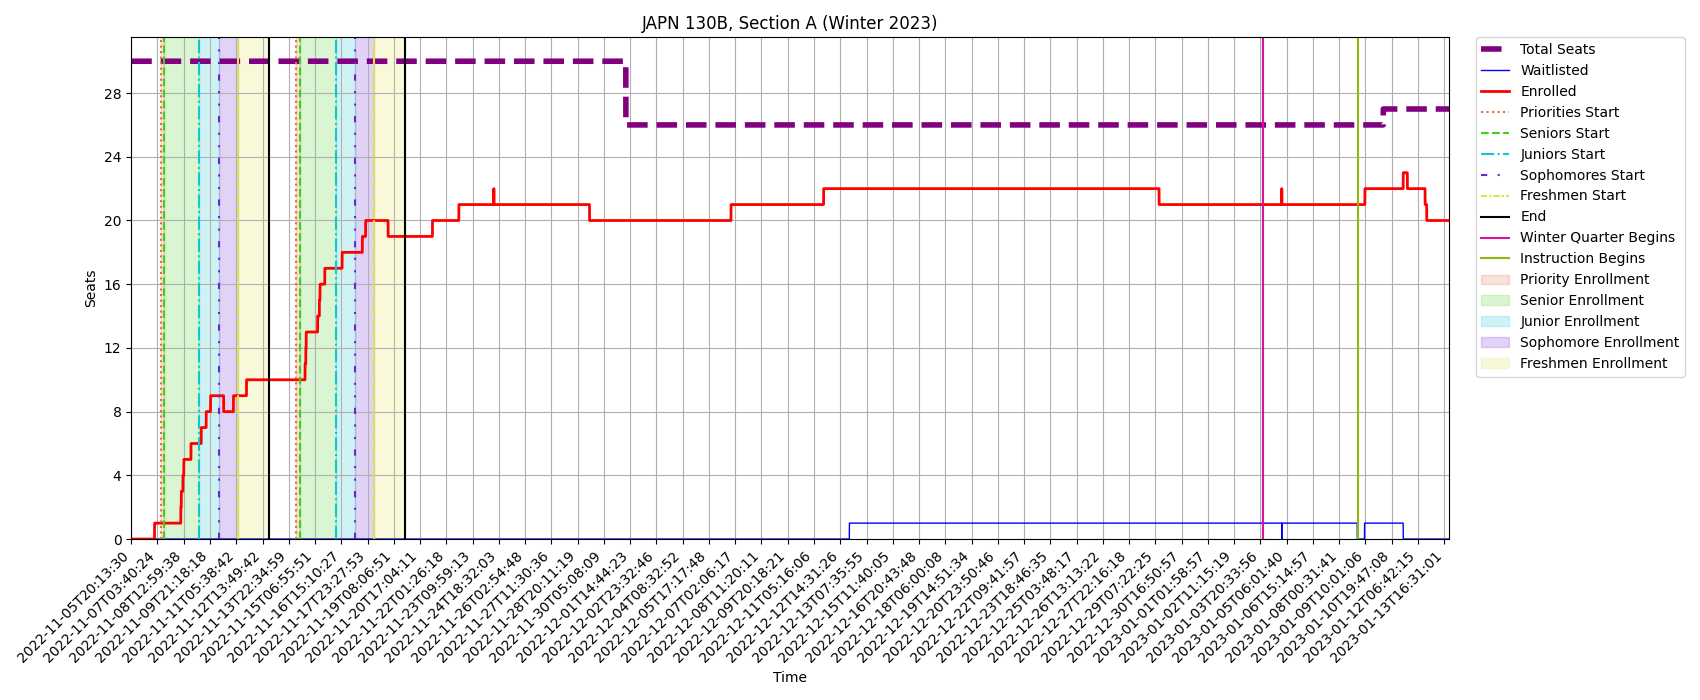 JAPN 130B, Section A (Winter 2023)
Seats
28
24
20
16
12
8
4
0
2022-11-05T20:13:30
2022-11-07T03:40:24
2022-11-08T12:59:38
2022-11-09T21:18:18
2022-11-11T05:38:42
2022-11-12T13:49:42
2022-11-13T22:34:59
2022-11-15T06:55:51
2022-11-16T15:10:27
2022-11-17T23:27:53
2022-11-19T08:06:51
2022-11-20T17:04:11
2022-11-22T01:26:18
2022-11-23T09:59:13
2022-11-24T18:32:03
2022-11-26T02:54:48
2022-11-27T11:30:36
2022-11-28T20:11:19
2022-11-30T05:08:09
2022-12-01T14:44:23
2022-12-02T23:32:46
2022-12-04T08:32:52
2022-12-05T17:17:48
2022-12-07T02:06:17
2022-12-08T11:20:11
2022-12-09T20:18:21
2022-12-11T05:16:06
2022-12-12T14:31:26
2022-12-13T07:35:55
2022-12-15T11:40:05
2022-12-16T20:43:48
2022-12-18T06:00:08
2022-12-19T14:51:34
2022-12-20T23:50:46
2022-12-22T09:41:57
2022-12-23T18:46:35
2022-12-25T03:48:17
2022-12-26T13:13:22
2022-12-27T22:16:18
2022-12-29T07:22:25
2022-12-30T16:50:57
2023-01-01T01:58:57
2023-01-02T11:15:19
2023-01-03T20:33:56
2023-01-05T06:01:40
2023-01-06T15:14:57
2023-01-08T00:31:41
2023-01-09T10:01:06
2023-01-10T19:47:08
2023-01-12T06:42:15
2023-01-13T16:31:01
Time
Total Seats
Waitlisted
Enrolled
Priorities Start
Seniors Start
Juniors Start
Sophomores Start
Freshmen Start
End
Winter Quarter Begins
Instruction Begins
Priority Enrollment
Senior Enrollment
Junior Enrollment
Sophomore Enrollment
Freshmen Enrollment